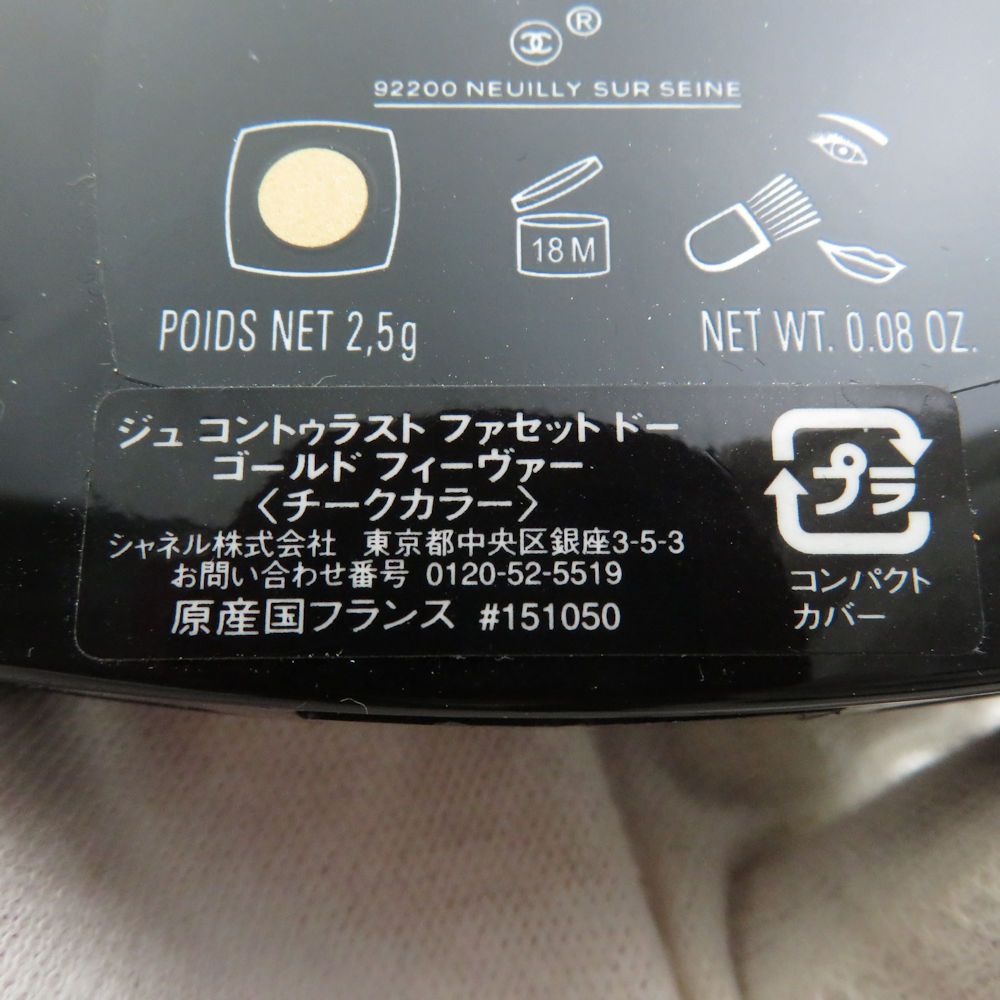 ®
92200 NEUILLY SUR SEINE
18 M
POIDS NET 2,5g
NET WT. 0.08 OZ.
ジュ コントゥラスト ファセット ドー
ゴールド フィーヴァー
〈チークカラー〉
シャネル株式会社 東京都中央区銀座3-5-3
お問い合わせ番号 0120-52-5519
原産国フランス #151050
プラ
コンパクト
カバー